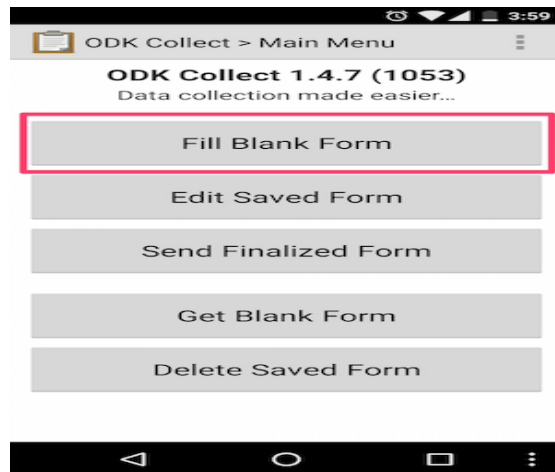 3:59
ODK Collect > Main Menu
ODK Collect 1.4.7 (1053)
Data collection made easier...
Fill Blank Form
Edit Saved Form
Send Finalized Form
Get Blank Form
Delete Saved Form